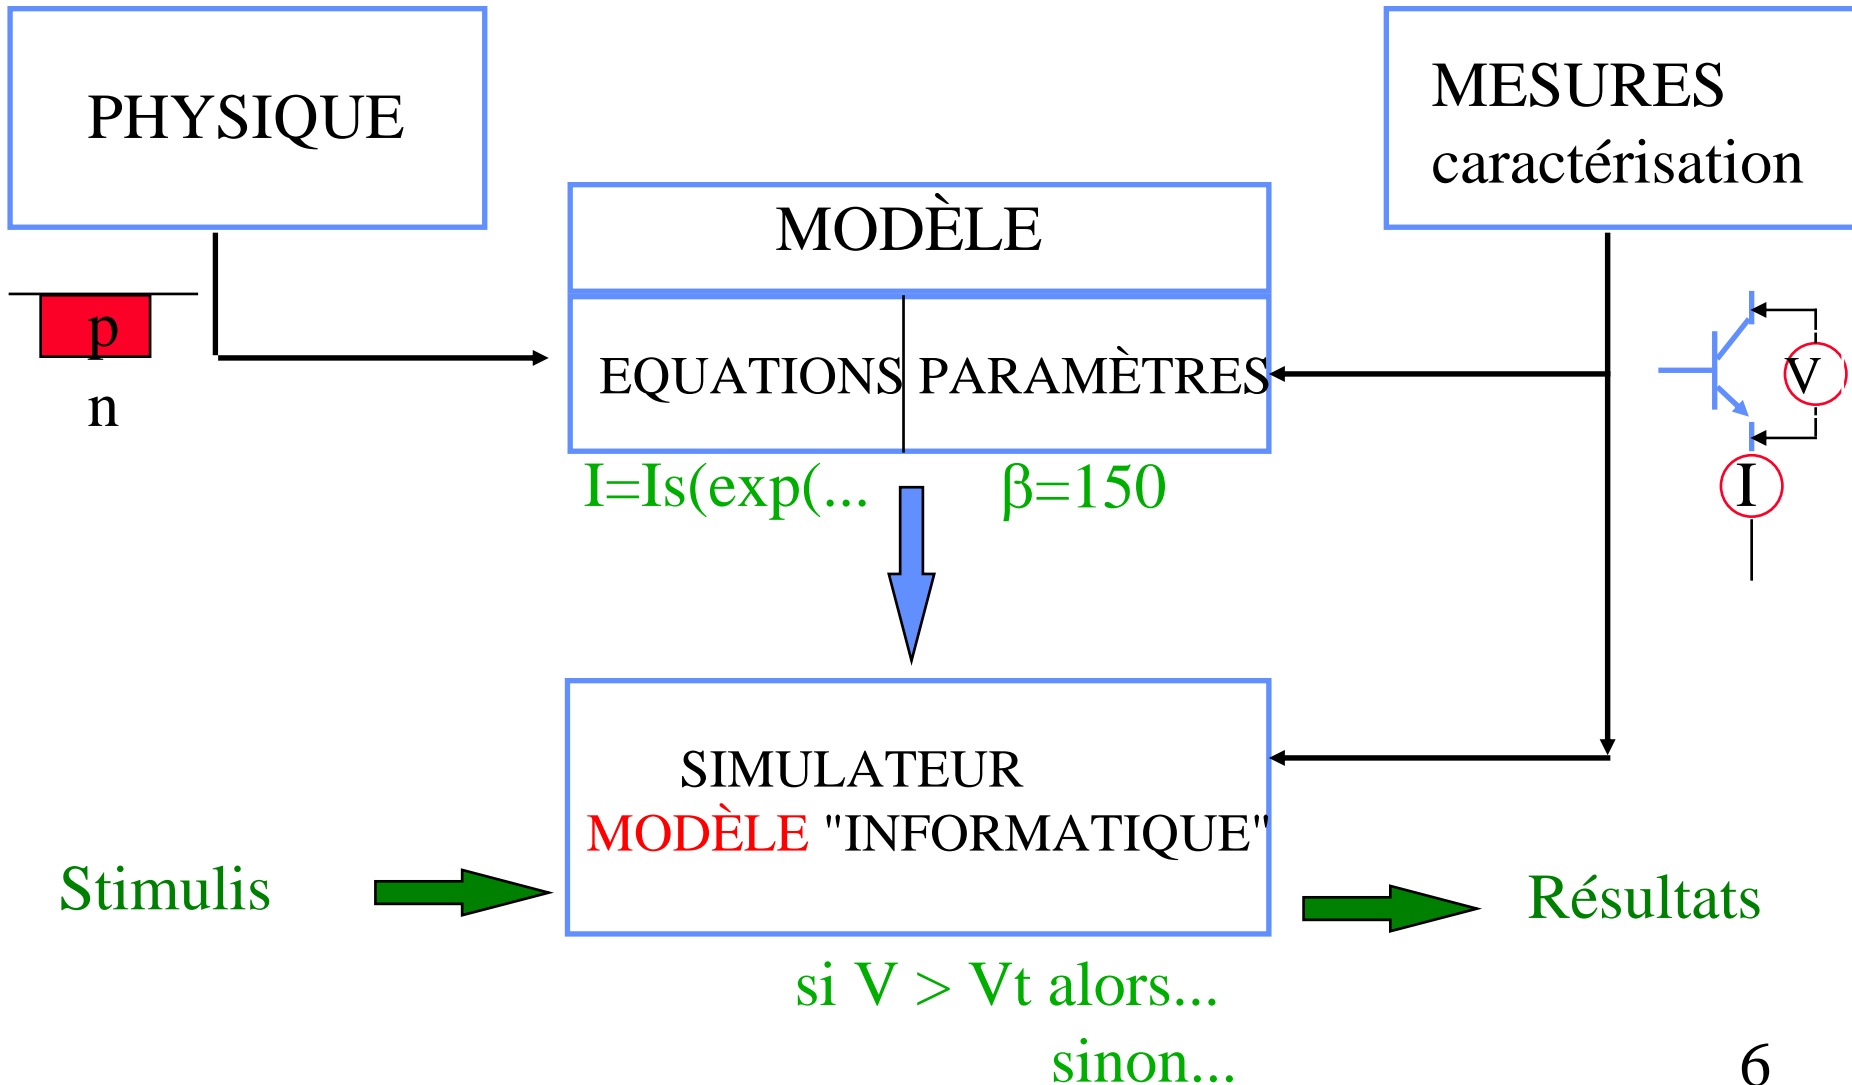 PHYSIQUE
MESURES
caractérisation
MODÈLE
p
n
EQUATIONS
PARAMÈTRES
V
I=Is(exp(...
β=150
I
SIMULATEUR
MODÈLE "INFORMATIQUE"
Stimulis
Résultats
si V > Vt alors...
sinon...
6